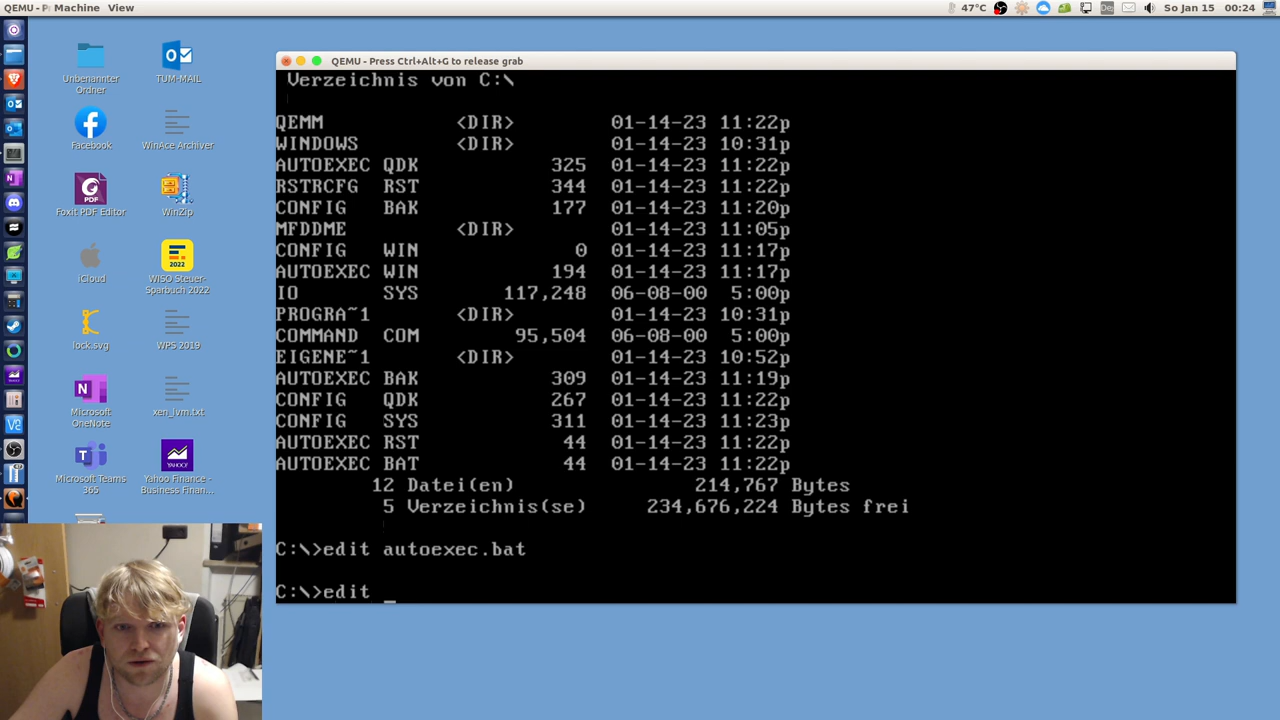 QEMU - P Machine View
47°C De So Jan 15 00:24
Unbenannter
Ordner
TUM-MAIL
Facebook
WinAce Archiver
PDF
Foxit PDF Editor
WinZip
iCloud
2022
WISO Steuer-
Sparbuch 2022
lock.svg
WPS 2019
Microsoft
OneNote
xen_lvm.txt
Microsoft Teams
365
YAHOO!
Yahoo Finance -
Business Finan...
QEMU - Press Ctrl+Alt+G to release grab
Verzeichnis von C:\
QEMM <DIR> 01-14-23 11:22p
WINDOWS <DIR> 01-14-23 10:31p
AUTOEXEC QDK 325 01-14-23 11:22p
RSTRCFG RST 344 01-14-23 11:22p
CONFIG BAK 177 01-14-23 11:20p
MFDDME <DIR> 01-14-23 11:05p
CONFIG WIN 0 01-14-23 11:17p
AUTOEXEC WIN 194 01-14-23 11:17p
IO SYS 117,248 06-08-00 5:00p
PROGRA~1 <DIR> 01-14-23 10:31p
COMMAND COM 95,504 06-08-00 5:00p
EIGENE~1 <DIR> 01-14-23 10:52p
AUTOEXEC BAK 309 01-14-23 11:19p
CONFIG QDK 267 01-14-23 11:22p
CONFIG SYS 311 01-14-23 11:23p
AUTOEXEC RST 44 01-14-23 11:22p
AUTOEXEC BAT 44 01-14-23 11:22p
12 Datei(en) 214,767 Bytes
5 Verzeichnis(se) 234,676,224 Bytes frei
C:\>edit autoexec.bat
C:\>edit _